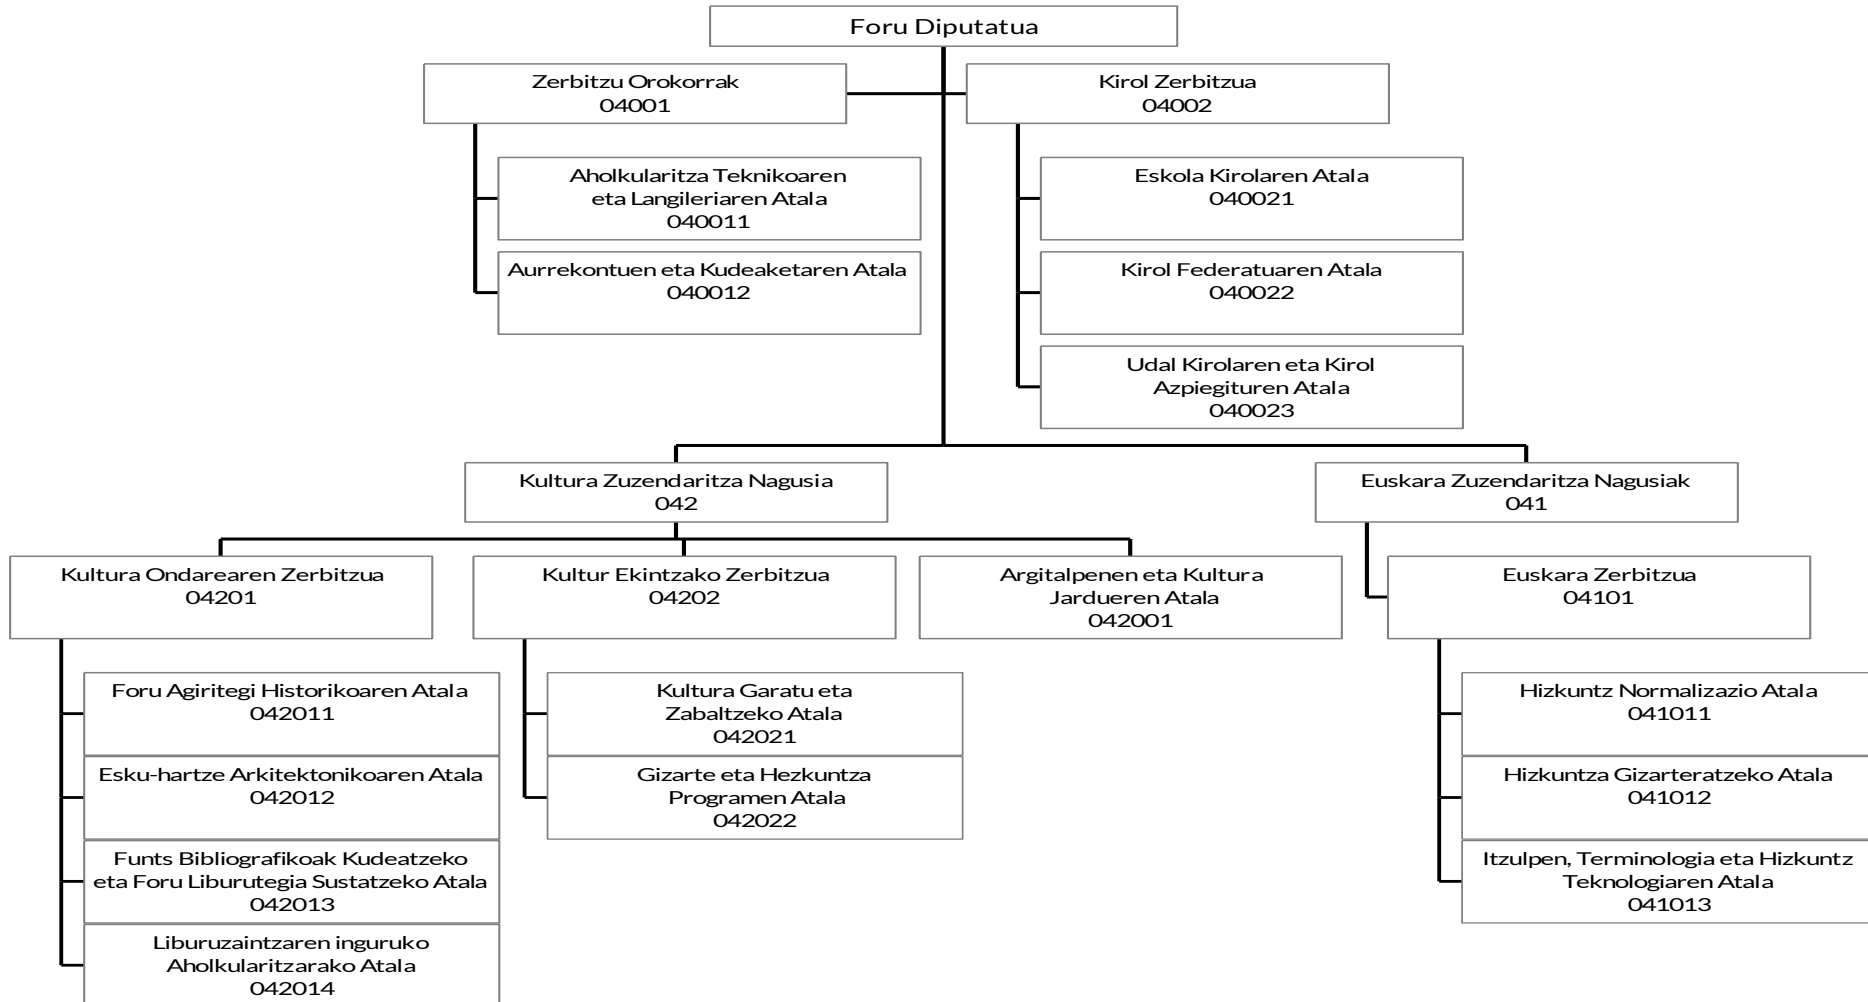 Foru Diputatua
Zerbitzu Orokorrak
04001
Kirol Zerbitzua
04002
Aholkularitza Teknikoaren
eta Langileriaren Atala
040011
Aurrekontuen eta Kudeaketaren Atala
040012
Eskola Kirolaren Atala
040021
Kirol Federatuaren Atala
040022
Udal Kirolaren eta Kirol
Azpiegituren Atala
040023
Kultura Zuzendaritza Nagusia
042
Euskara Zuzendaritza Nagusiak
041
Kultura Ondarearen Zerbitzua
04201
Kultur Ekintzako Zerbitzua
04202
Argitalpenen eta Kultura
Jardueren Atala
042001
Euskara Zerbitzua
04101
Foru Agiritegi Historikoaren Atala
042011
Esku-hartze Arkitektonikoaren Atala
042012
Funts Bibliografikoak Kudeatzeko
eta Foru Liburutegia Sustatzeko Atala
042013
Liburuzaintzaren inguruko
Aholkularitzarako Atala
042014
Kultura Garatu eta
Zabaltzeko Atala
042021
Gizarte eta Hezkuntza
Programen Atala
042022
Hizkuntz Normalizazio Atala
041011
Hizkuntza Gizarteratzeko Atala
041012
Itzulpen, Terminologia eta Hizkuntz
Teknologiaren Atala
041013